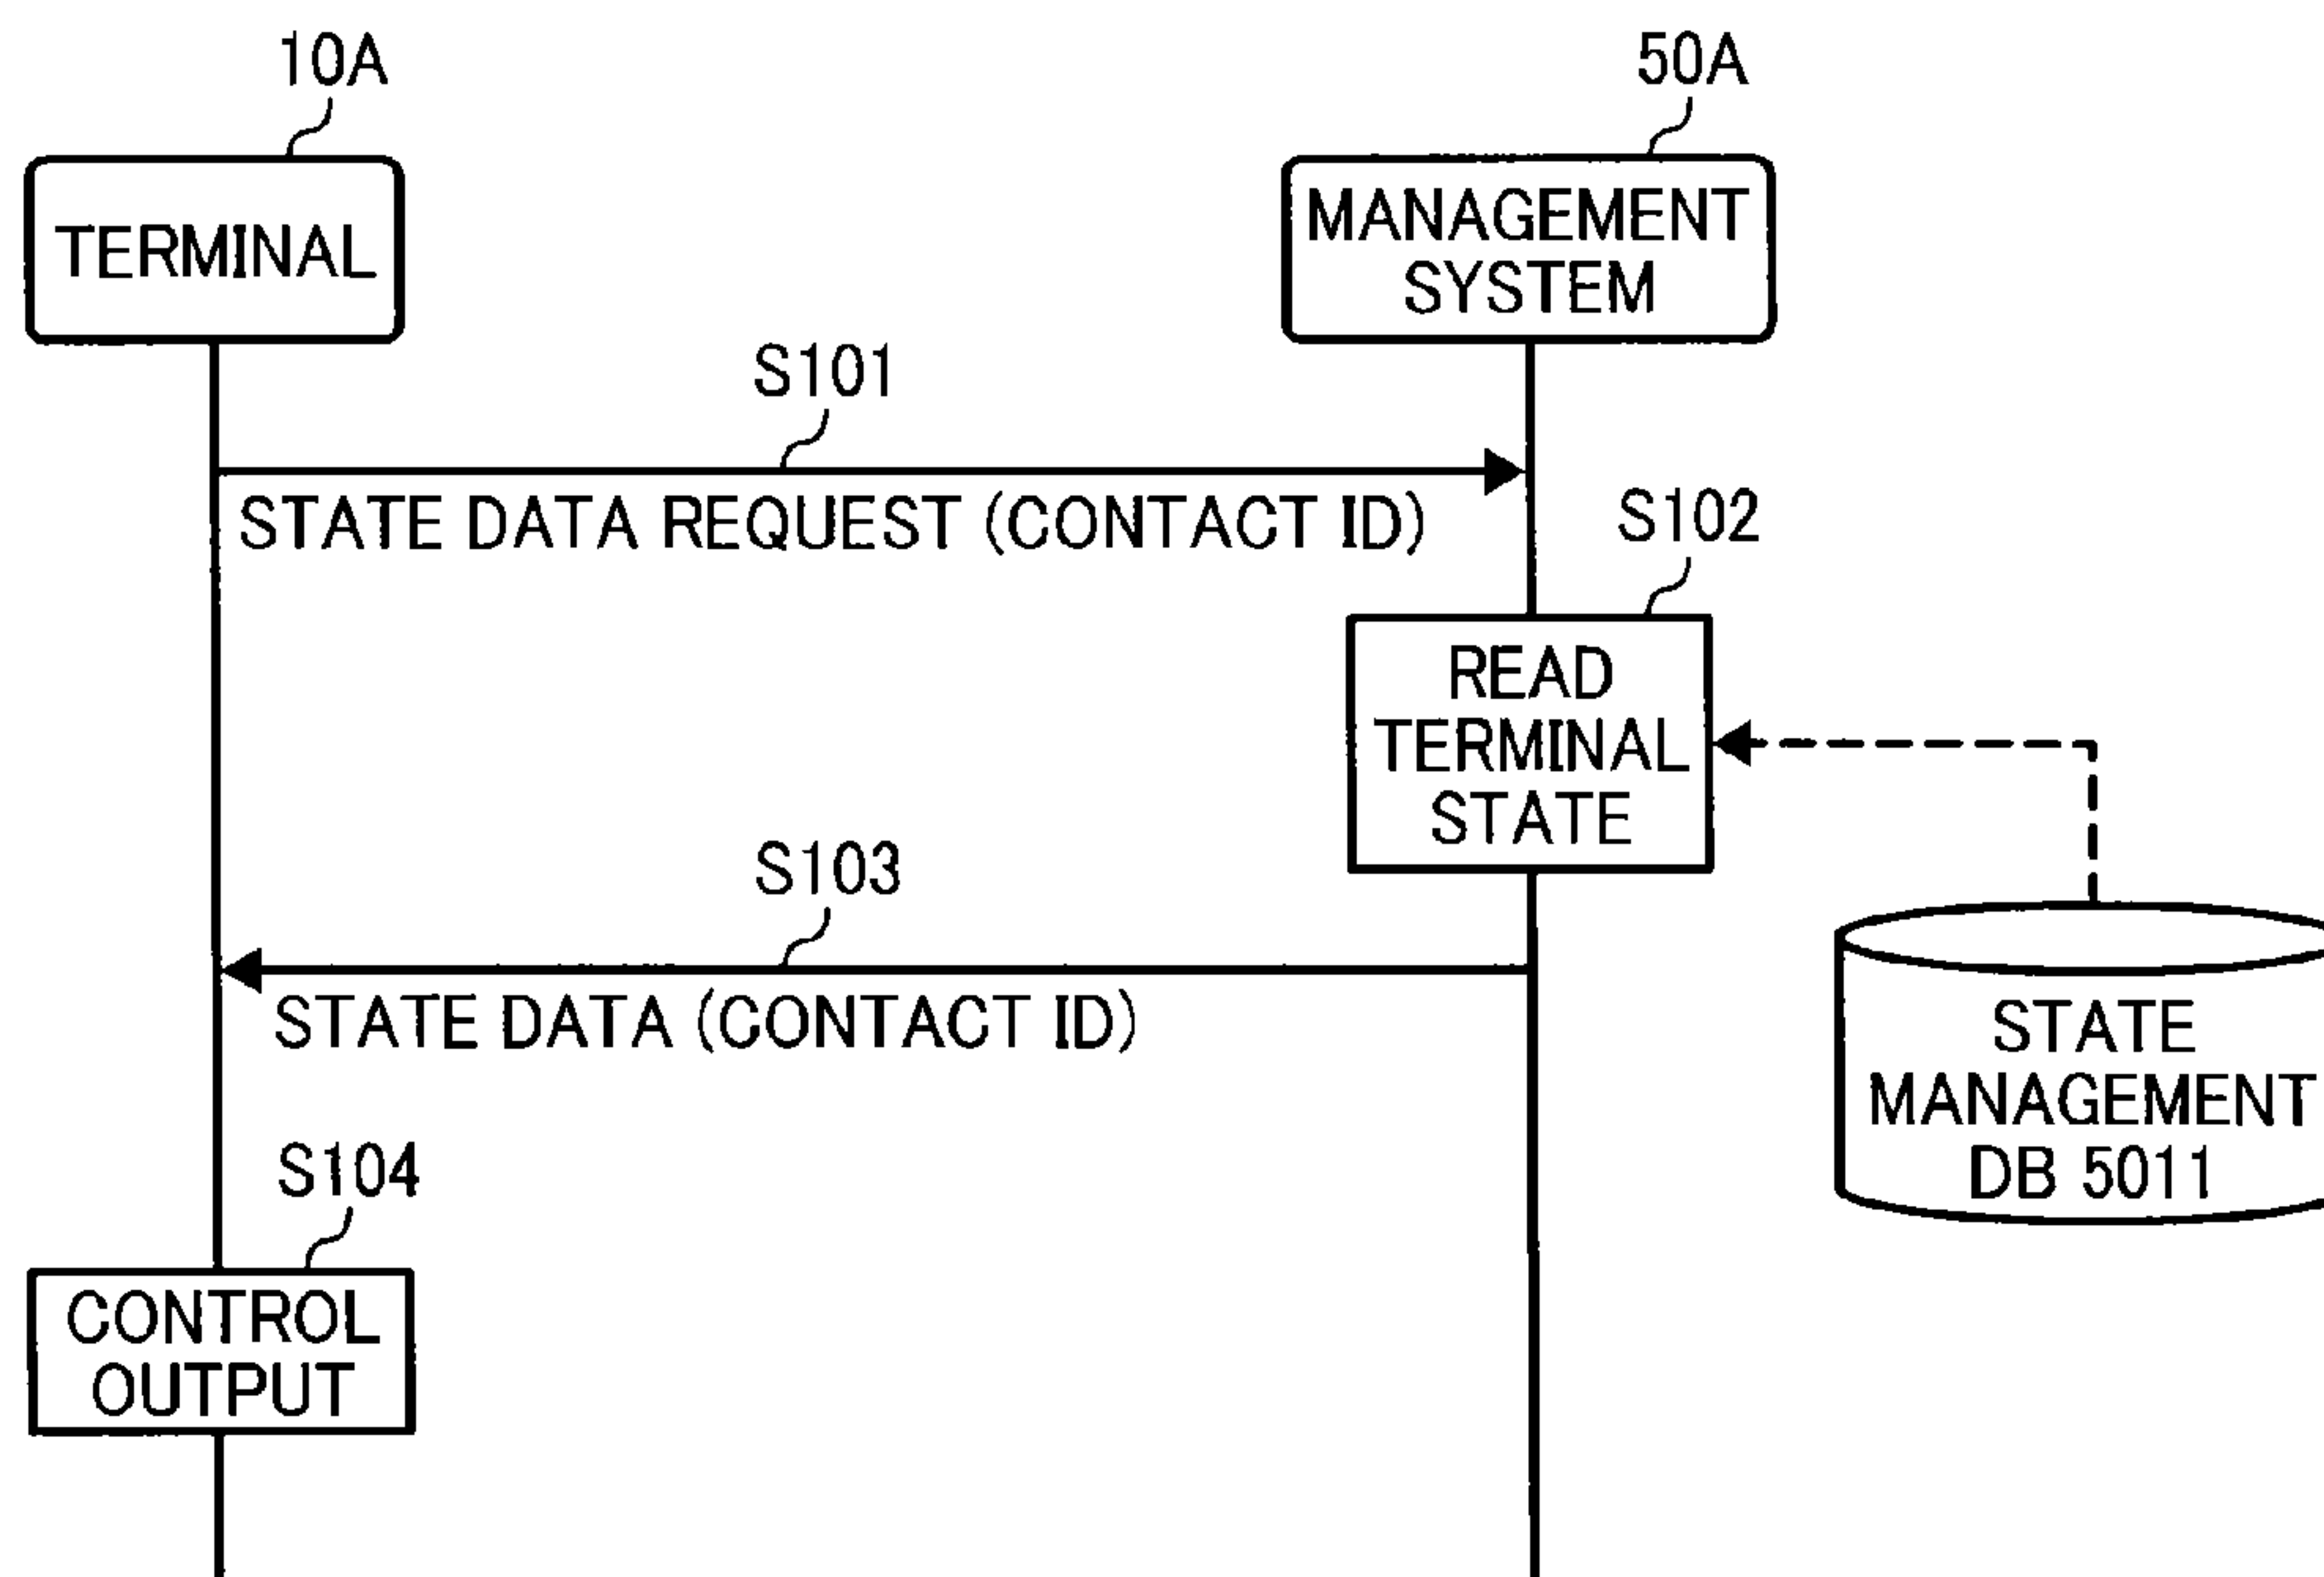 10A
50A
TERMINAL
MANAGEMENT
SYSTEM
S101
STATE DATA REQUEST (CONTACT ID)
S102
READ
TERMINAL
STATE
S103
STATE DATA (CONTACT ID)
STATE
MANAGEMENT
DB 5011
S104
CONTROL
OUTPUT